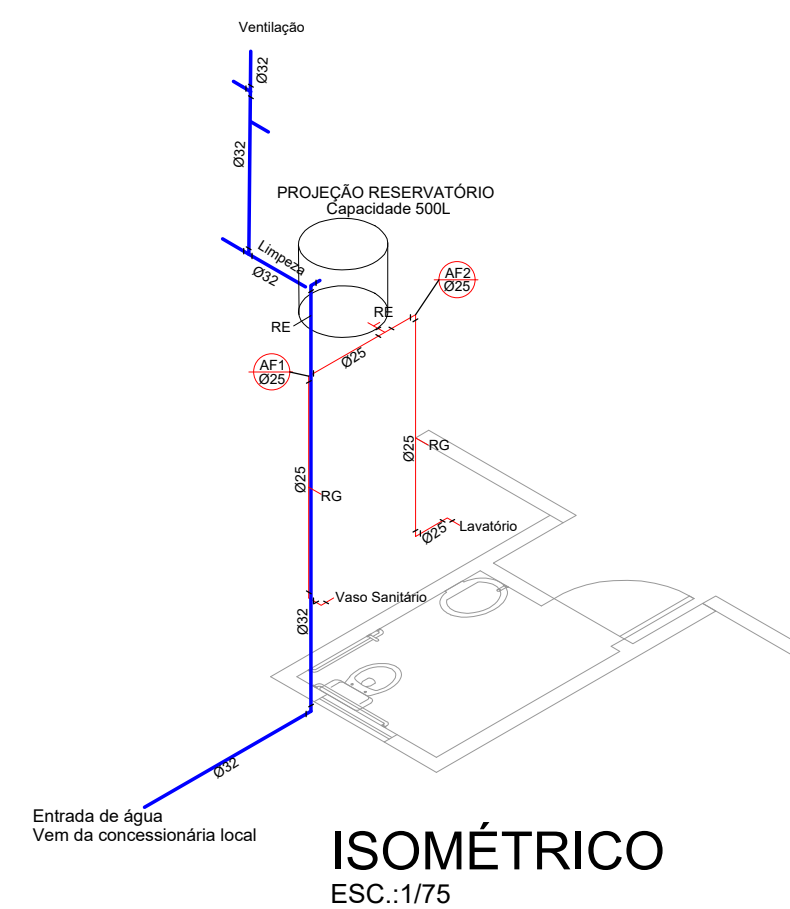 Ventilação
Ø32
Ø32
PROJEÇÃO RESERVATÓRIO
Capacidade 500L
Limpeza
Ø32
AF2
Ø25
RE
RE
Ø25
AF1
Ø25
Ø25
RG
Ø25
RG
Ø25
Lavatório
Vaso Sanitário
Ø32
Ø32
Entrada de água
Vem da concessionária local
ISOMÉTRICO
ESC.:1/75